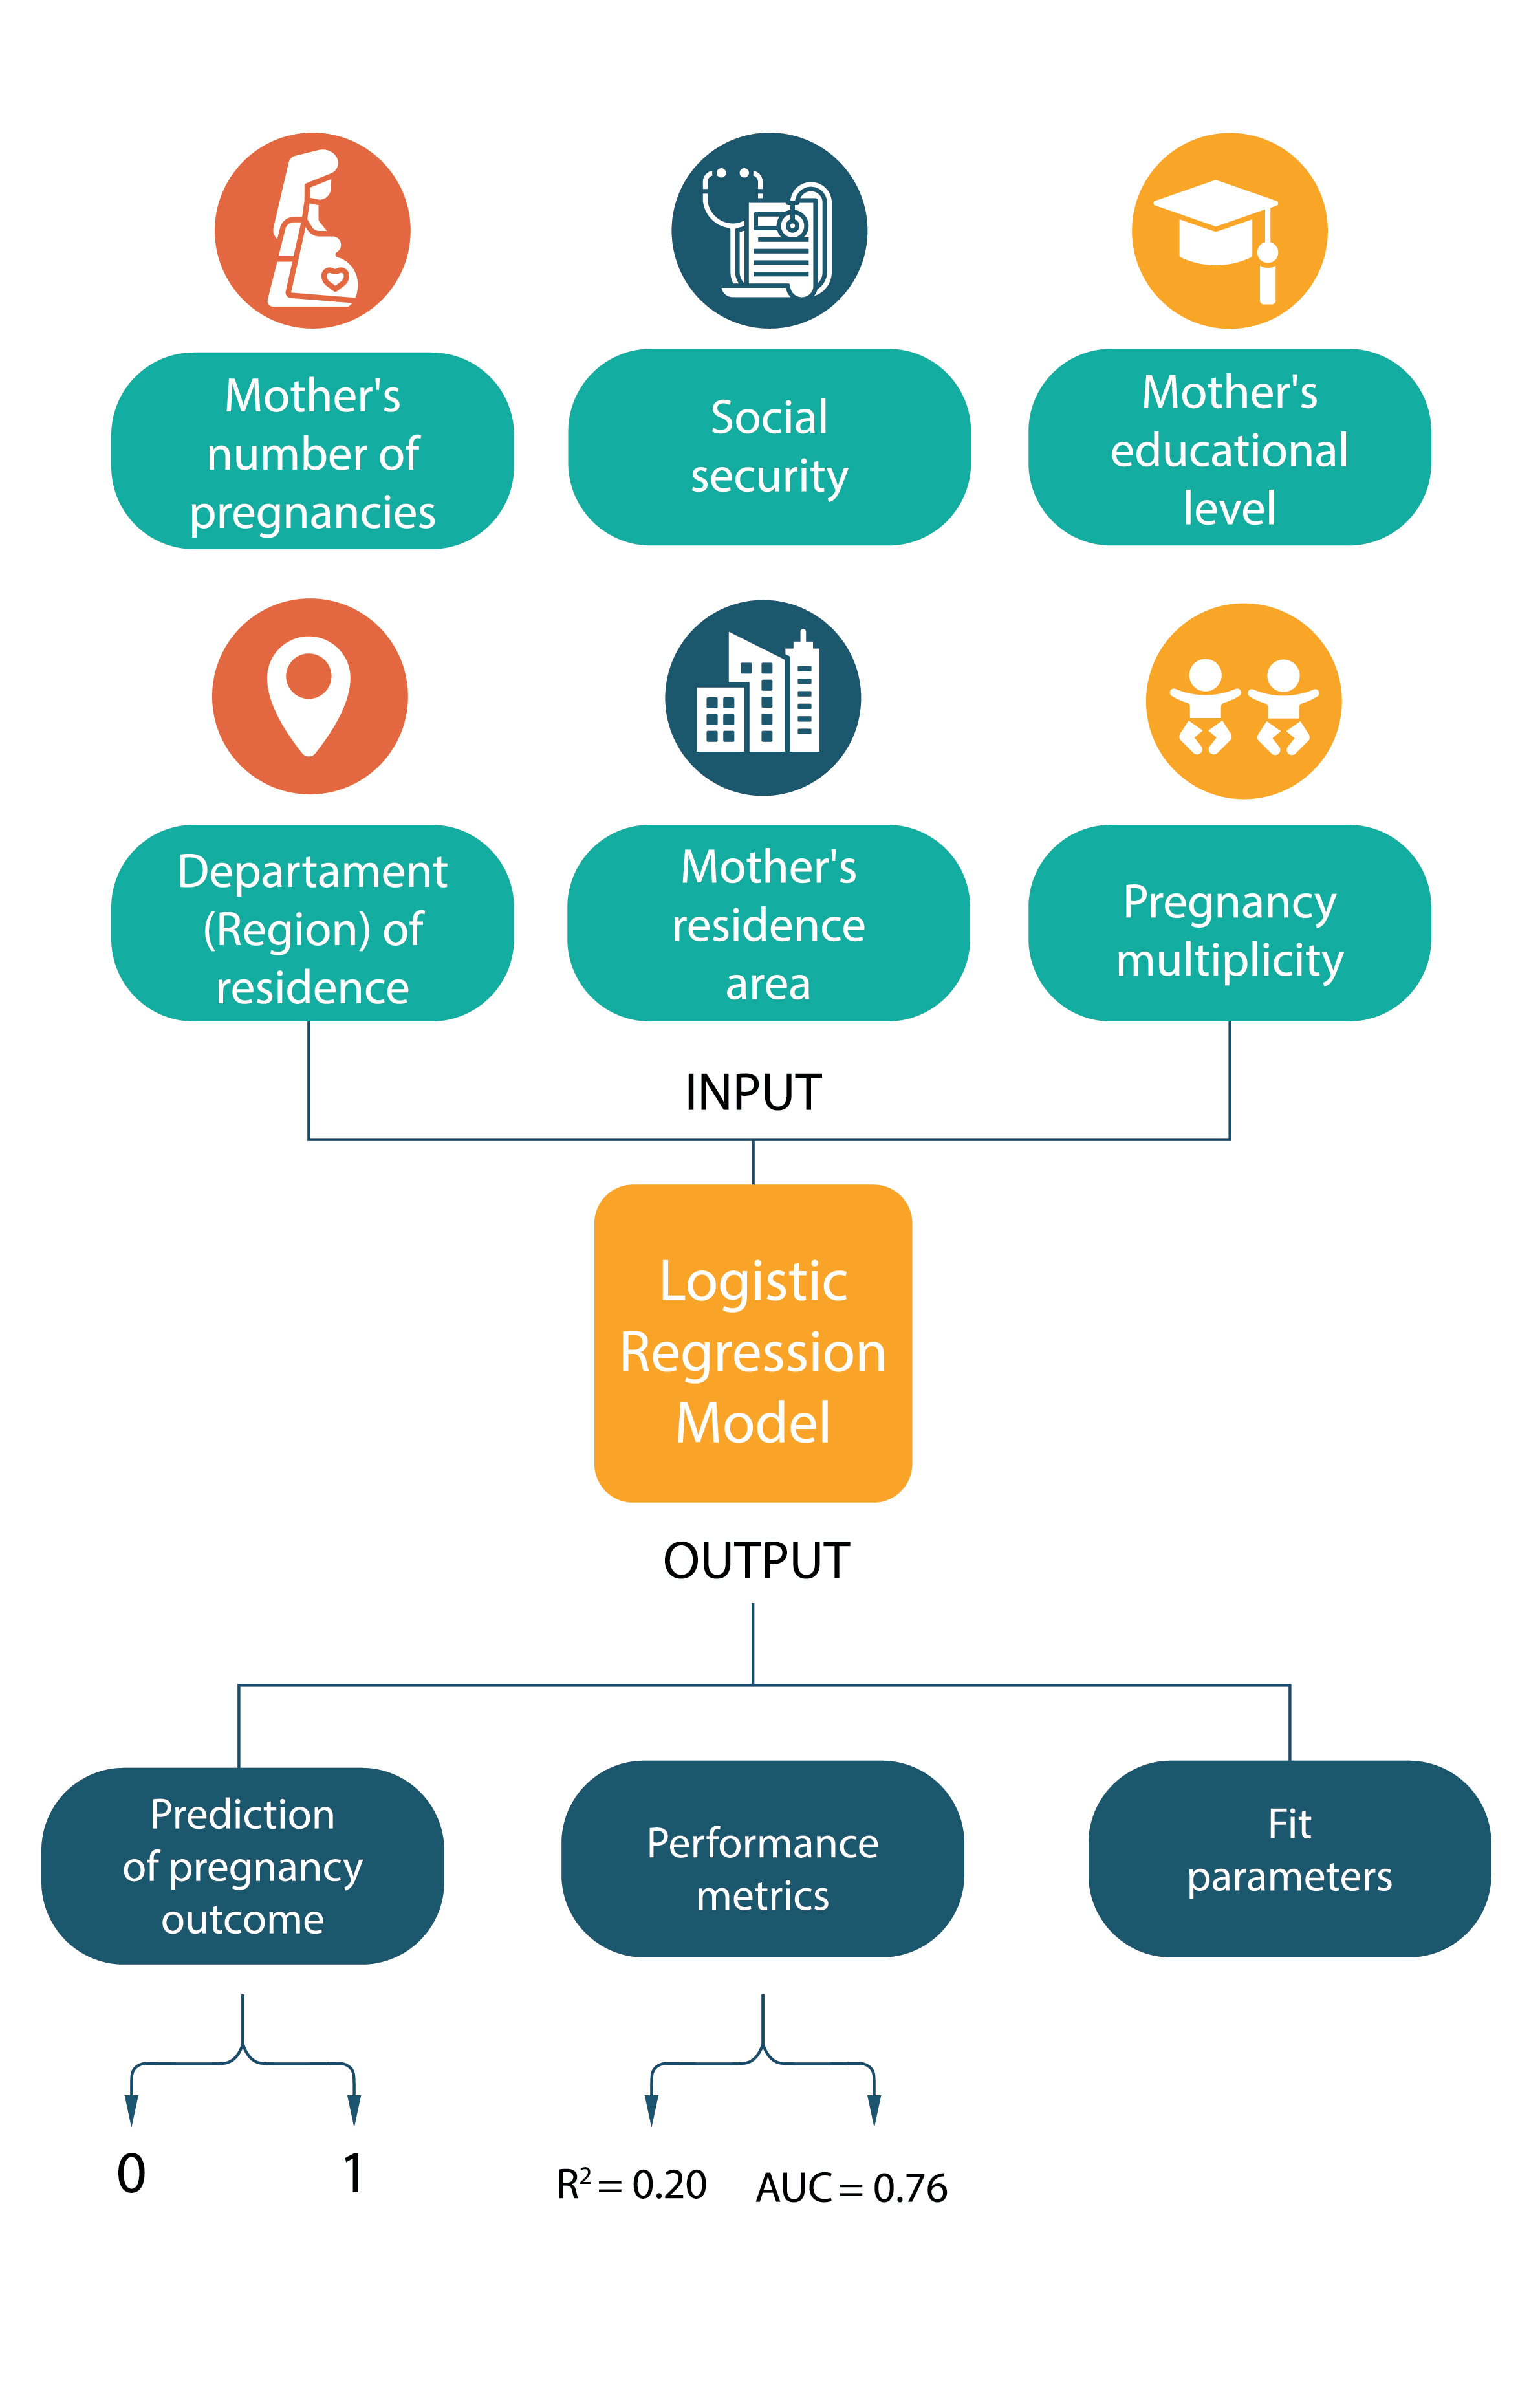 Mother's
number of
pregnancies
Social
security
Mother's
educational
level
Departament
(Region) of
residence
Mother's
residence
area
Pregnancy
multiplicity
INPUT
Logistic
Regression
Model
OUTPUT
Prediction
of pregnancy
outcome
Performance
metrics
Fit
parameters
0
1
R² = 0.20
AUC = 0.76